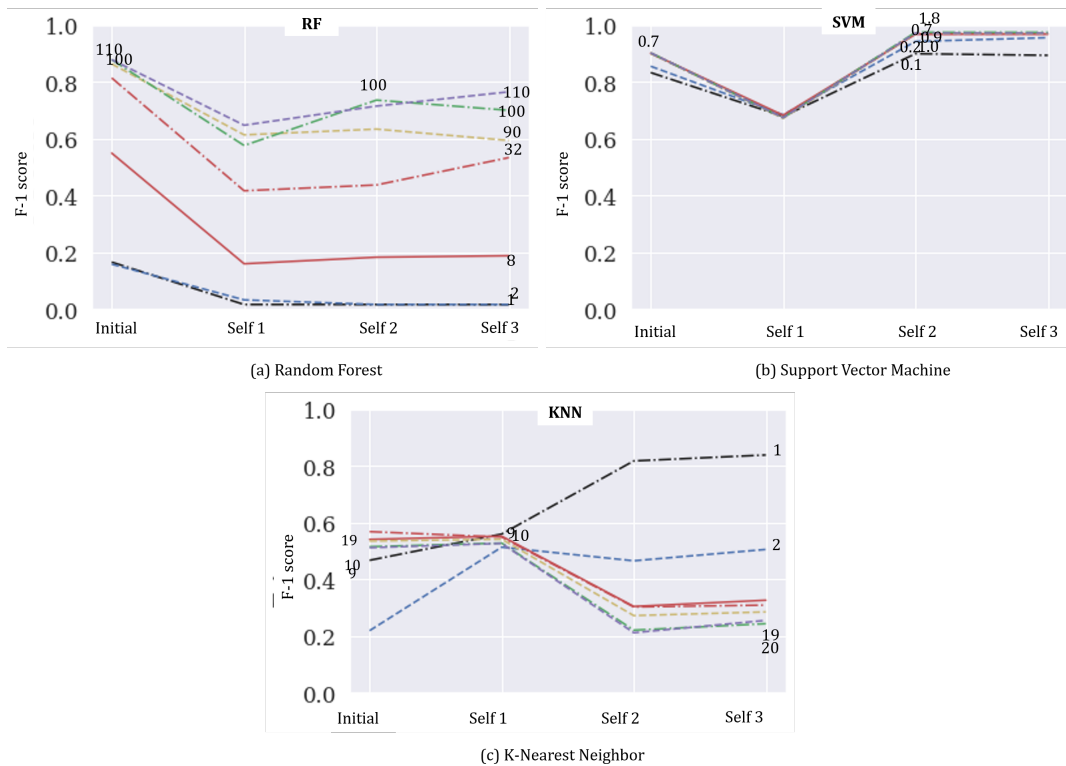 RF
1.0
0.8
0.6
0.4
0.2
0.0
F-1 score
110
100
100
110
100
90
32
8
2
1
Initial
Self 1
Self 2
Self 3
(a) Random Forest
SVM
1.0
0.8
0.6
0.4
0.2
0.0
F-1 score
0.7
1.8
0.7
0.9
0.2
1.0
0.1
Initial
Self 1
Self 2
Self 3
(b) Support Vector Machine
KNN
1.0
0.8
0.6
0.4
0.2
0.0
F-1 score
19
10
9
9
10
1
2
19
20
Initial
Self 1
Self 2
Self 3
(c) K-Nearest Neighbor